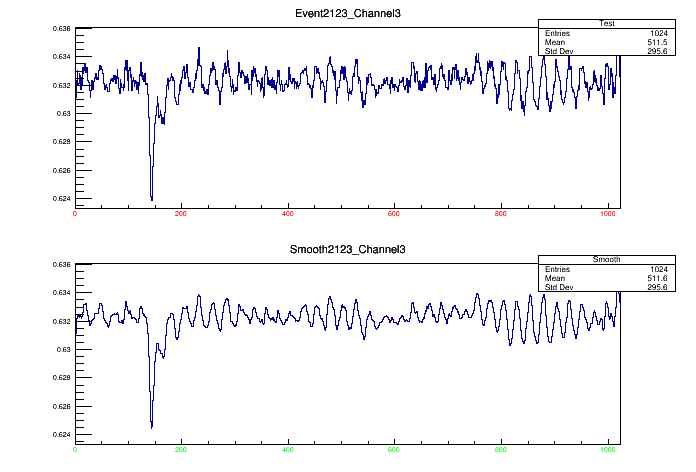 Event2123_Channel3
Test
Entries 1024
Mean 511.5
Std Dev 295.6
0.636
0.634
0.632
0.63
0.628
0.626
0.624
0 200 400 600 800 1000
Smooth2123_Channel3
Smooth
Entries 1024
Mean 511.6
Std Dev 295.6
0.636
0.634
0.632
0.63
0.628
0.626
0.624
0 200 400 600 800 1000